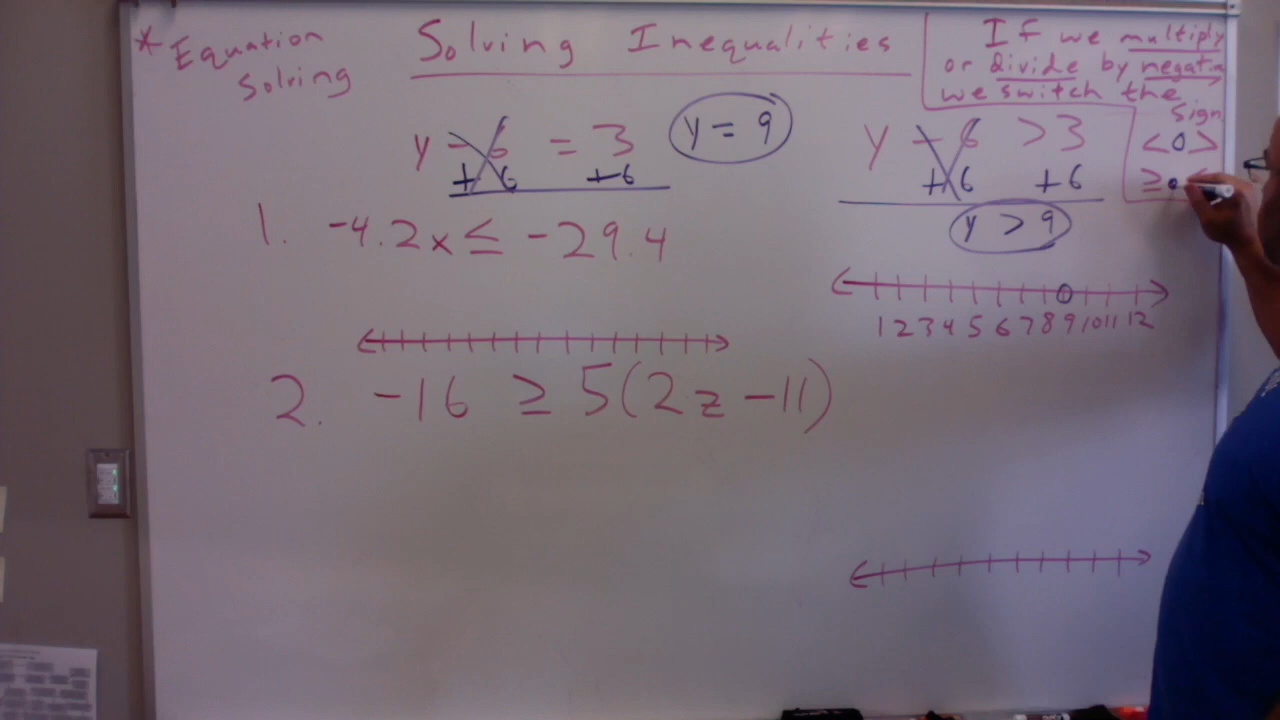 * Equation solving
Solving Inequalities
If we multiply
or divide by negative
we switch the
sign
< O >
≥ ●
y - 6 = 3
+ 6 +6
y = 9
y - 6 > 3
+ 6 + 6
y > 9
1 2 3 4 5 6 7 8 9 10 11 12
1. -4.2x ≤ -29.4
2. -16 ≥ 5(2z -11)